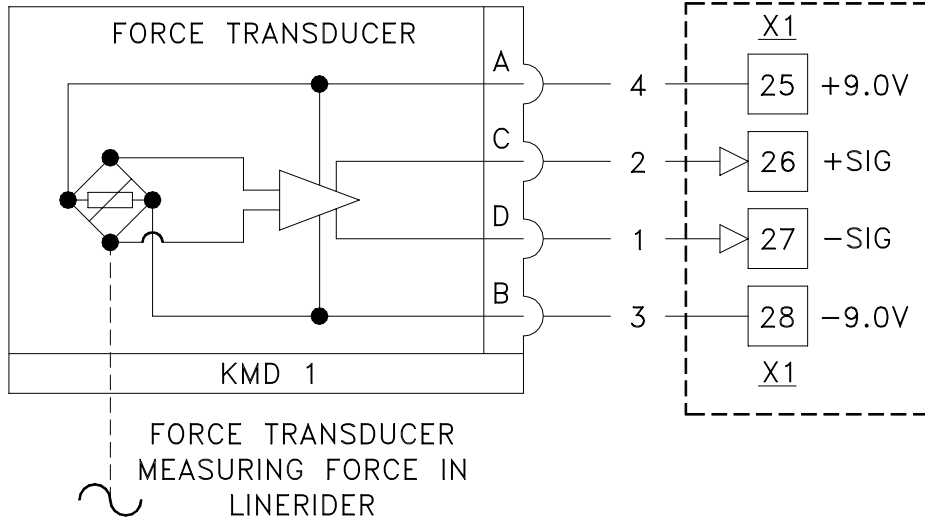 FORCE TRANSDUCER
X1
A
4
25 +9.0V
C
2
26 +SIG
D
1
27 -SIG
B
3
28 -9.0V
KMD 1
X1
FORCE TRANSDUCER
MEASURING FORCE IN
LINERIDER